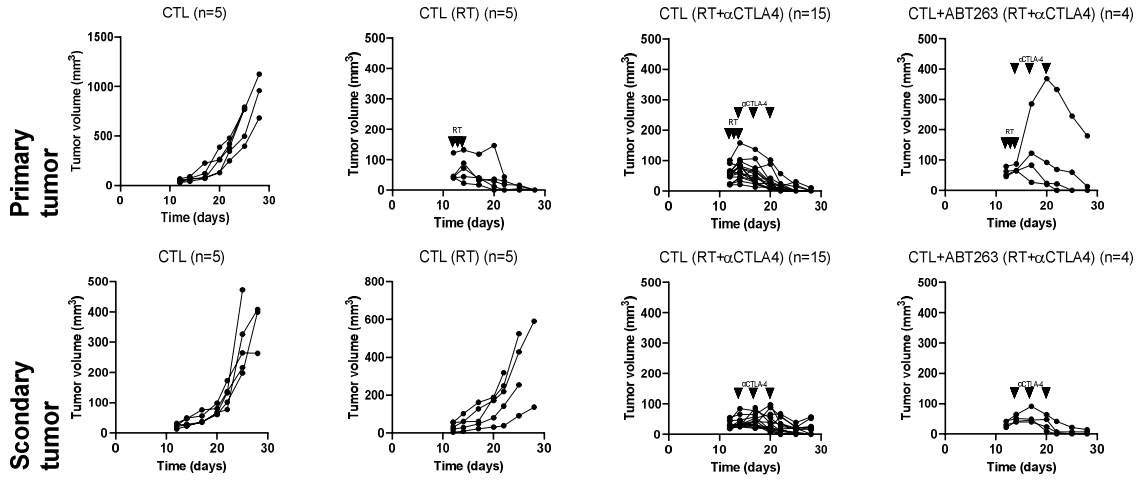 CTL (n=5)
CTL (RT) (n=5)
CTL (RT+αCTLA4) (n=15)
CTL+ABT263 (RT+αCTLA4) (n=4)
Primary
tumor
Tumor volume (mm³)
1500
1000
500
0
0
10
20
30
Time (days)
Tumor volume (mm³)
500
400
300
200
100
0
RT
0
10
20
30
Time (days)
Tumor volume (mm³)
500
400
300
200
100
0
αCTLA-4
RT
0
10
20
30
Time (days)
Tumor volume (mm³)
500
400
300
200
100
0
αCTLA-4
RT
0
10
20
30
Time (days)
CTL (n=5)
CTL (RT) (n=5)
CTL (RT+αCTLA4) (n=15)
CTL+ABT263 (RT+αCTLA4) (n=4)
Scondary
tumor
Tumor volume (mm³)
500
400
300
200
100
0
0
10
20
30
Time (days)
Tumor volume (mm³)
800
600
400
200
0
0
10
20
30
Time (days)
Tumor volume (mm³)
500
400
300
200
100
0
αCTLA-4
0
10
20
30
Time (days)
Tumor volume (mm³)
500
400
300
200
100
0
αCTLA-4
0
10
20
30
Time (days)